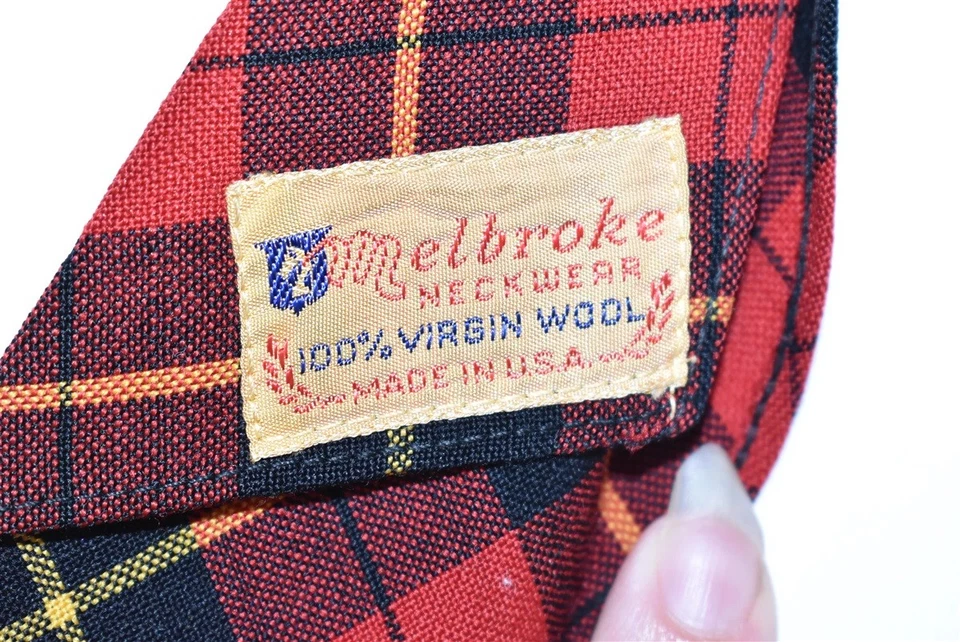 Melbroke
NECKWEAR
100% VIRGIN WOOL
MADE IN U.S.A.